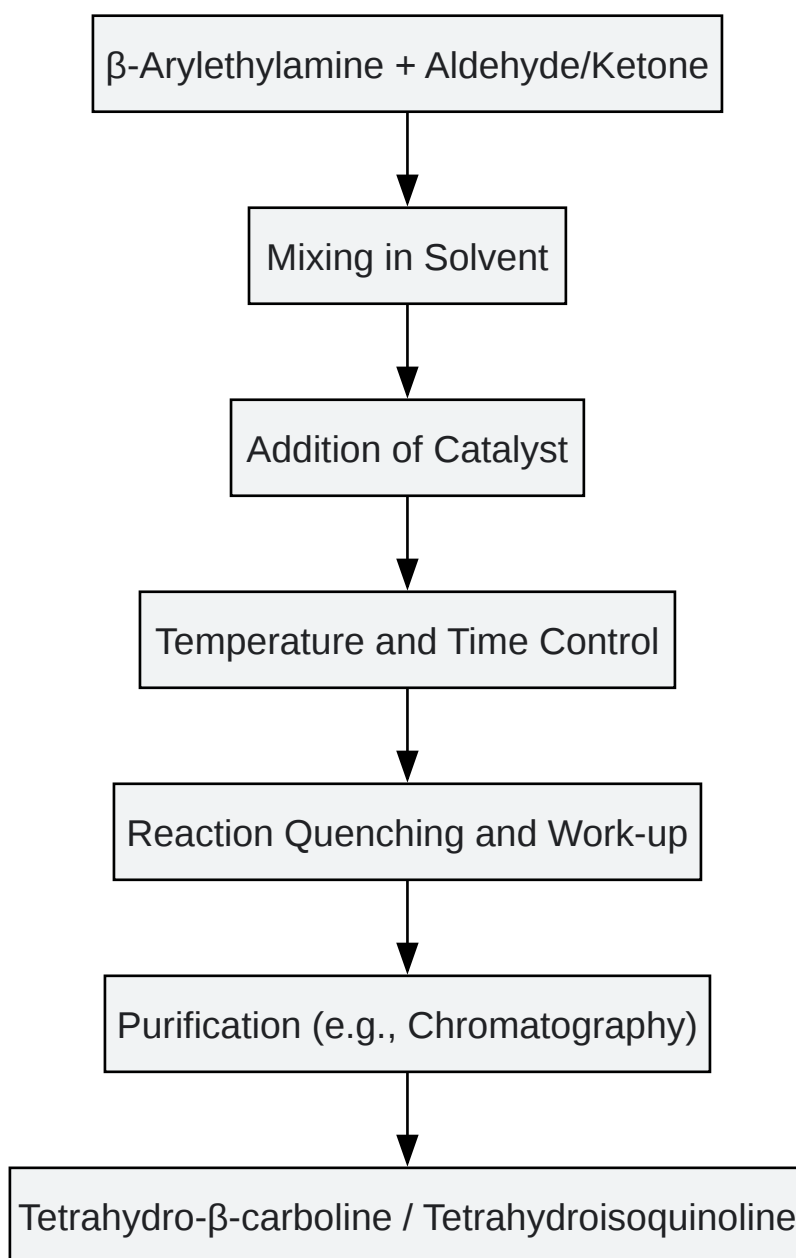 β-Arylethylamine + Aldehyde/Ketone
Mixing in Solvent
Addition of Catalyst
Temperature and Time Control
Reaction Quenching and Work-up
Purification (e.g., Chromatography)
Tetrahydro-β-carboline / Tetrahydroisoquinoline